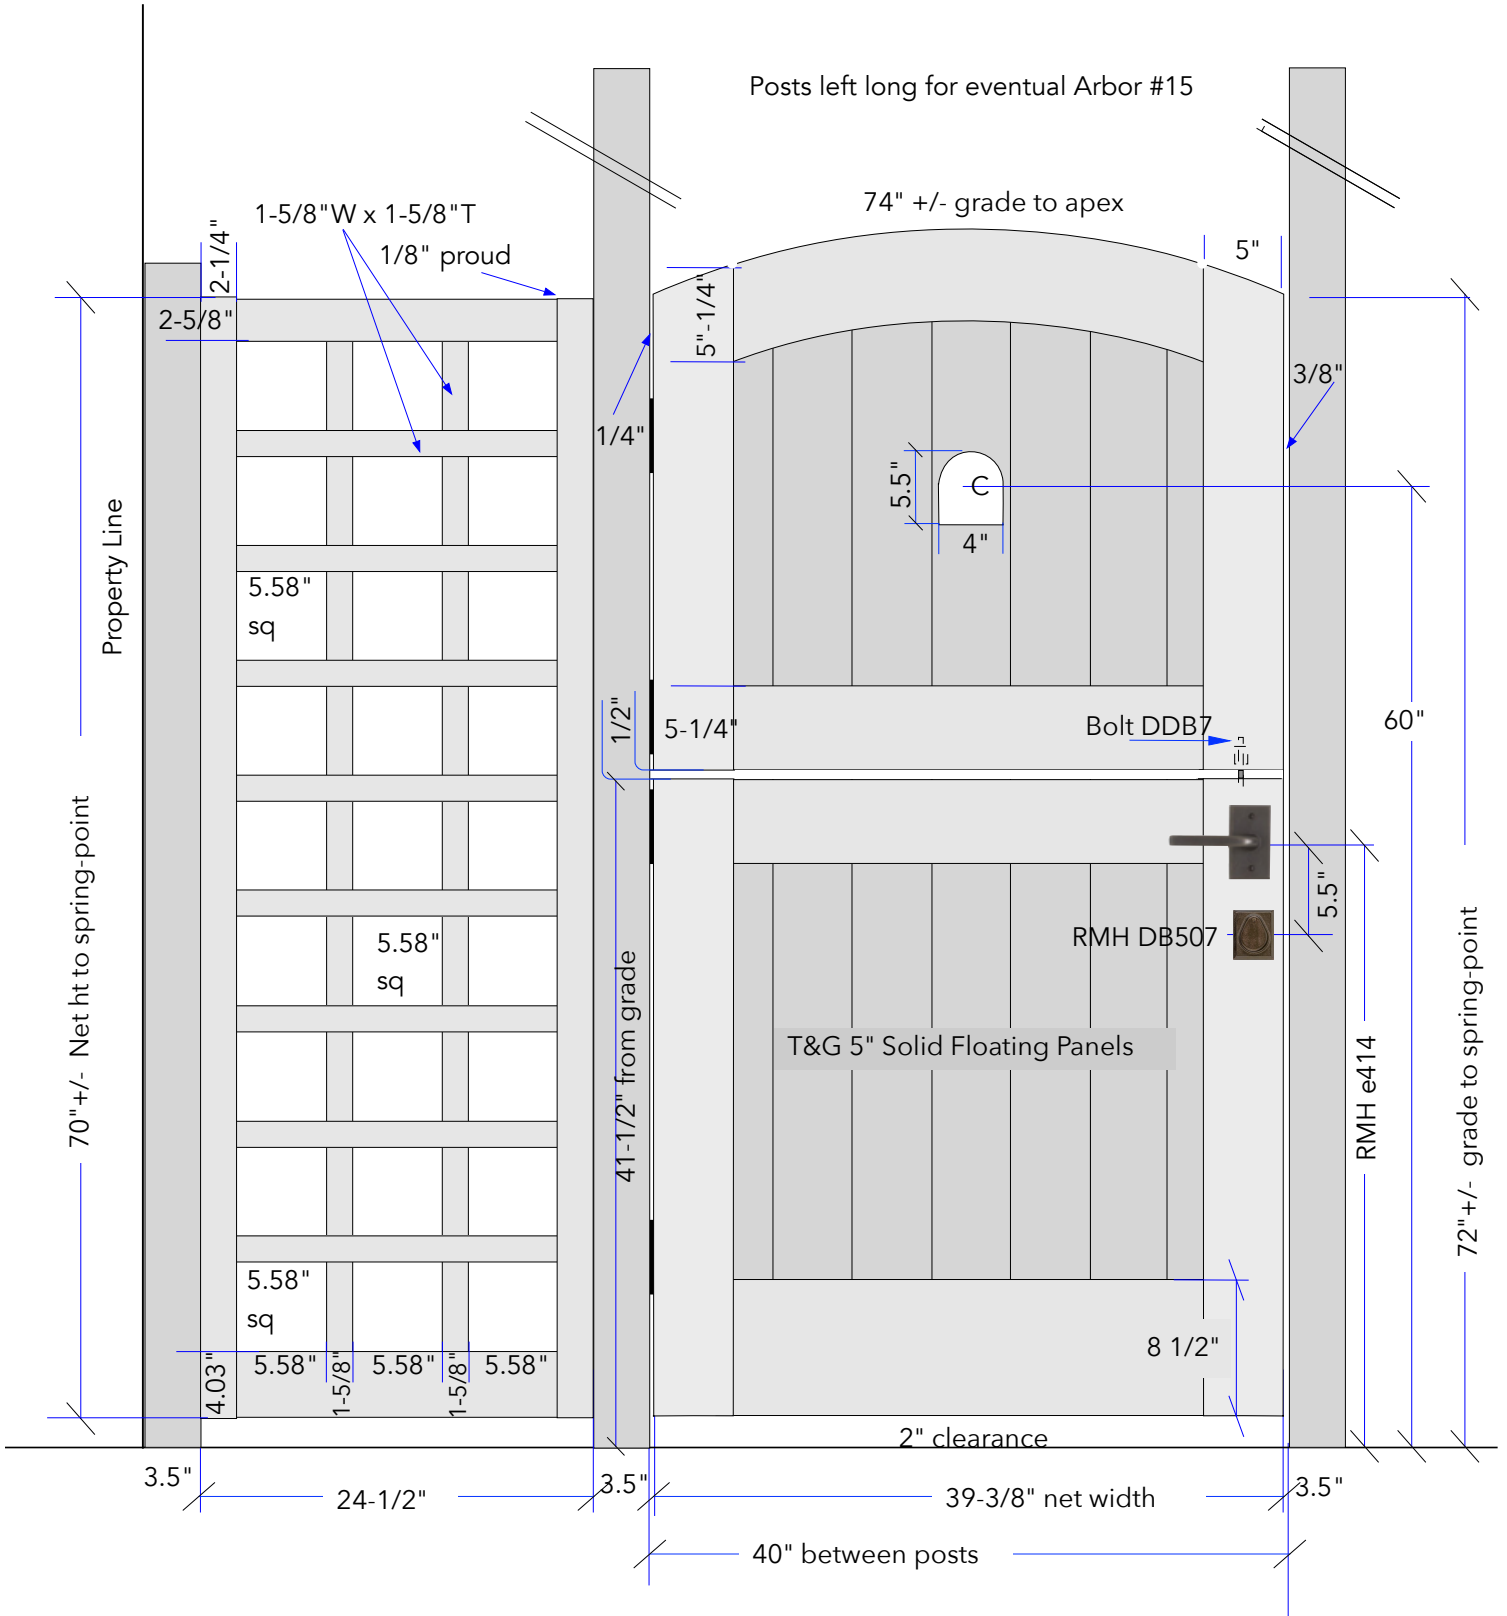 Posts left long for eventual Arbor #15
74" +/- grade to apex
1-5/8"W x 1-5/8"T
1/8" proud
2-1/4"
5"
2-5/8"
5"-1/4"
3/8"
1/4"
C
5.5"
4"
Property Line
5.58"
sq
1/2"
5-1/4"
Bolt DDB7
60"
5.5"
RMH DB507
5.58"
sq
70"+/- Net ht to spring-point
41-1/2" from grade
T&G 5" Solid Floating Panels
RMH e414
72"+/- grade to spring-point
5.58"
sq
8 1/2"
4.03"
5.58"
1-5/8"
5.58"
1-5/8"
5.58"
2" clearance
3.5"
24-1/2"
3.5"
39-3/8" net width
3.5"
40" between posts